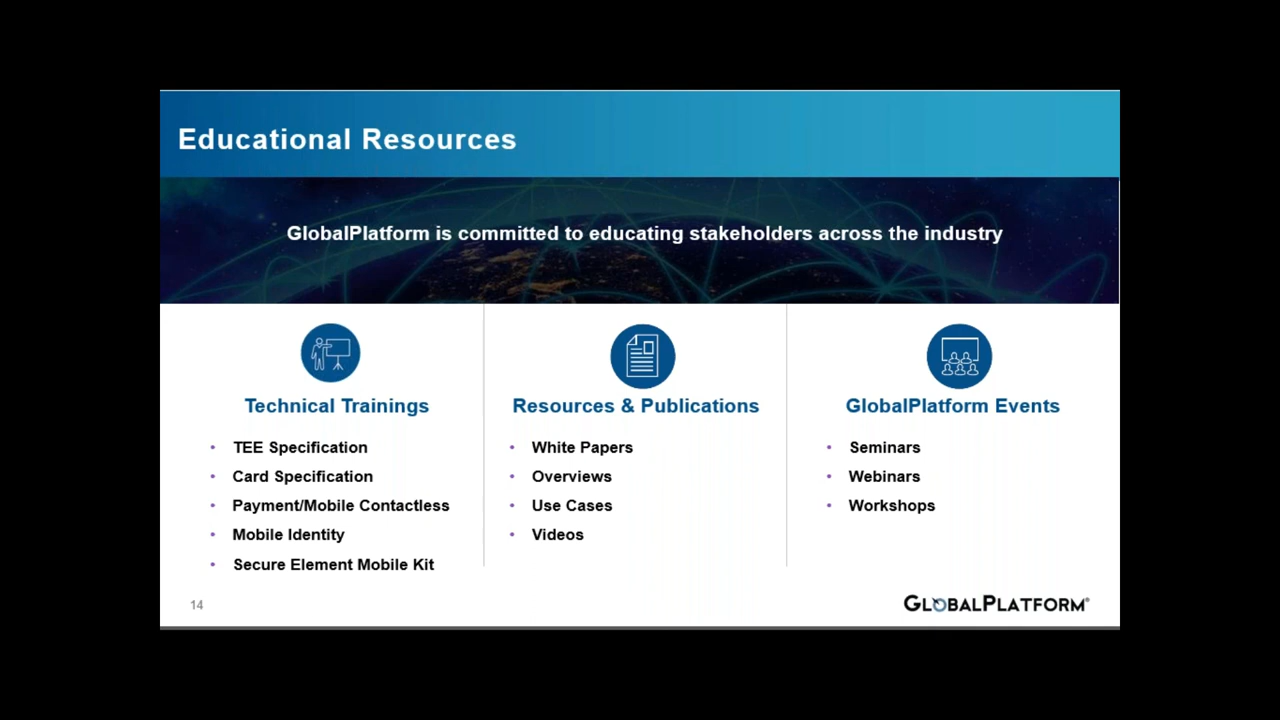 Educational Resources
GlobalPlatform is committed to educating stakeholders across the industry
Technical Trainings
• TEE Specification
• Card Specification
• Payment/Mobile Contactless
• Mobile Identity
• Secure Element Mobile Kit
Resources & Publications
• White Papers
• Overviews
• Use Cases
• Videos
GlobalPlatform Events
• Seminars
• Webinars
• Workshops
14
GLOBALPLATFORM®